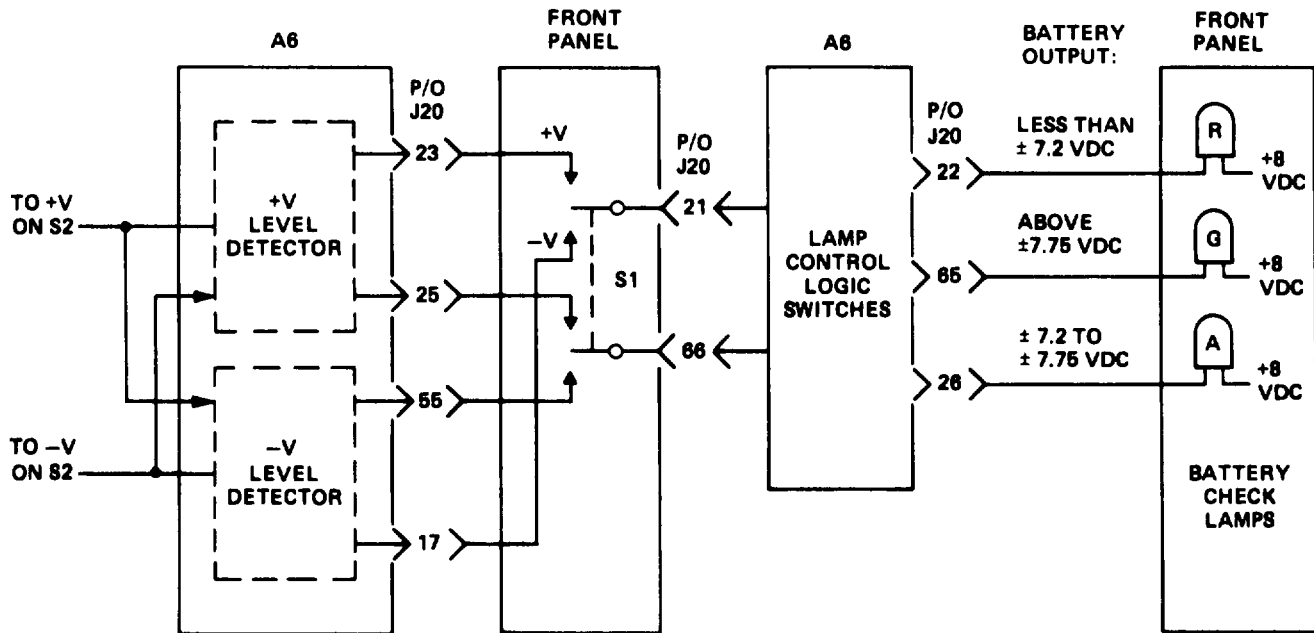 A6
FRONT
PANEL
A6
BATTERY
OUTPUT:
FRONT
PANEL
P/O
J20
23
+V
TO +V
ON S2
+V
LEVEL
DETECTOR
25
–V
S1
P/O
J20
21
66
LAMP
CONTROL
LOGIC
SWITCHES
P/O
J20
22
LESS THAN
± 7.2 VDC
R
+8
VDC
65
ABOVE
±7.75 VDC
G
+8
VDC
26
± 7.2 TO
± 7.75 VDC
A
+8
VDC
TO –V
ON S2
–V
LEVEL
DETECTOR
55
17
BATTERY
CHECK
LAMPS